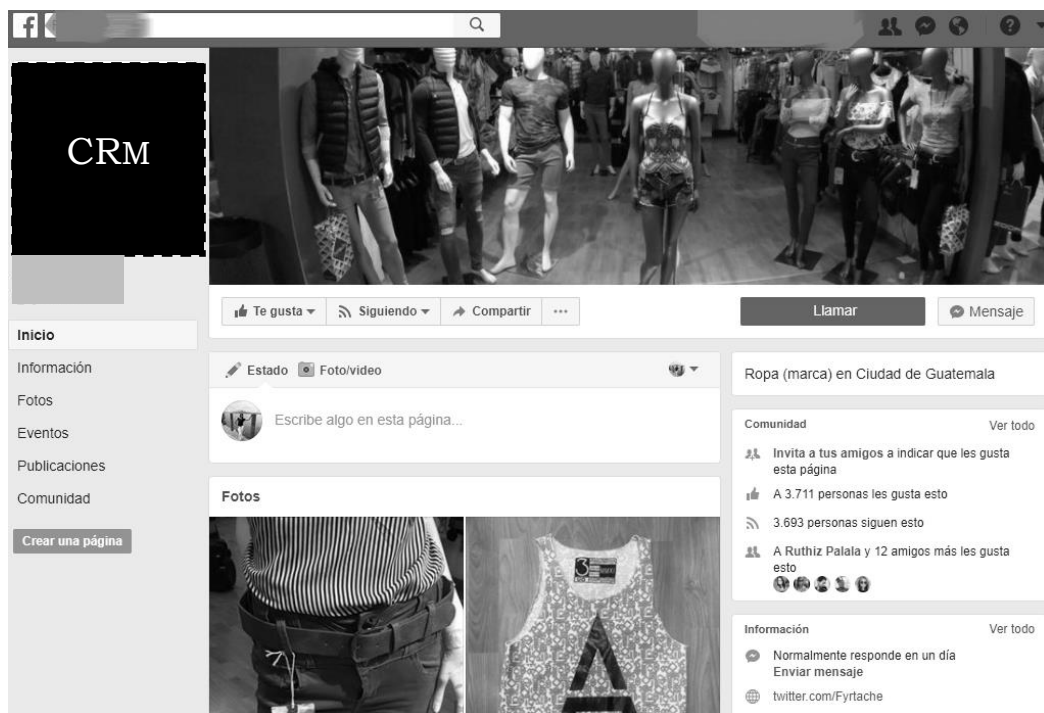 CRM
Te gusta
Siguiendo
Compartir
...
Llamar
Mensaje
Inicio
Información
Fotos
Eventos
Publicaciones
Comunidad
Crear una página
Estado
Foto/video
Escribe algo en esta página...
Fotos
3
A
Ropa (marca) en Ciudad de Guatemala
Comunidad
Ver todo
Invita a tus amigos a indicar que les gusta
esta página
A 3.711 personas les gusta esto
3.693 personas siguen esto
A Ruthiz Palala y 12 amigos más les gusta
esto
Información
Ver todo
Normalmente responde en un día
Enviar mensaje
twitter.com/Fyrtache